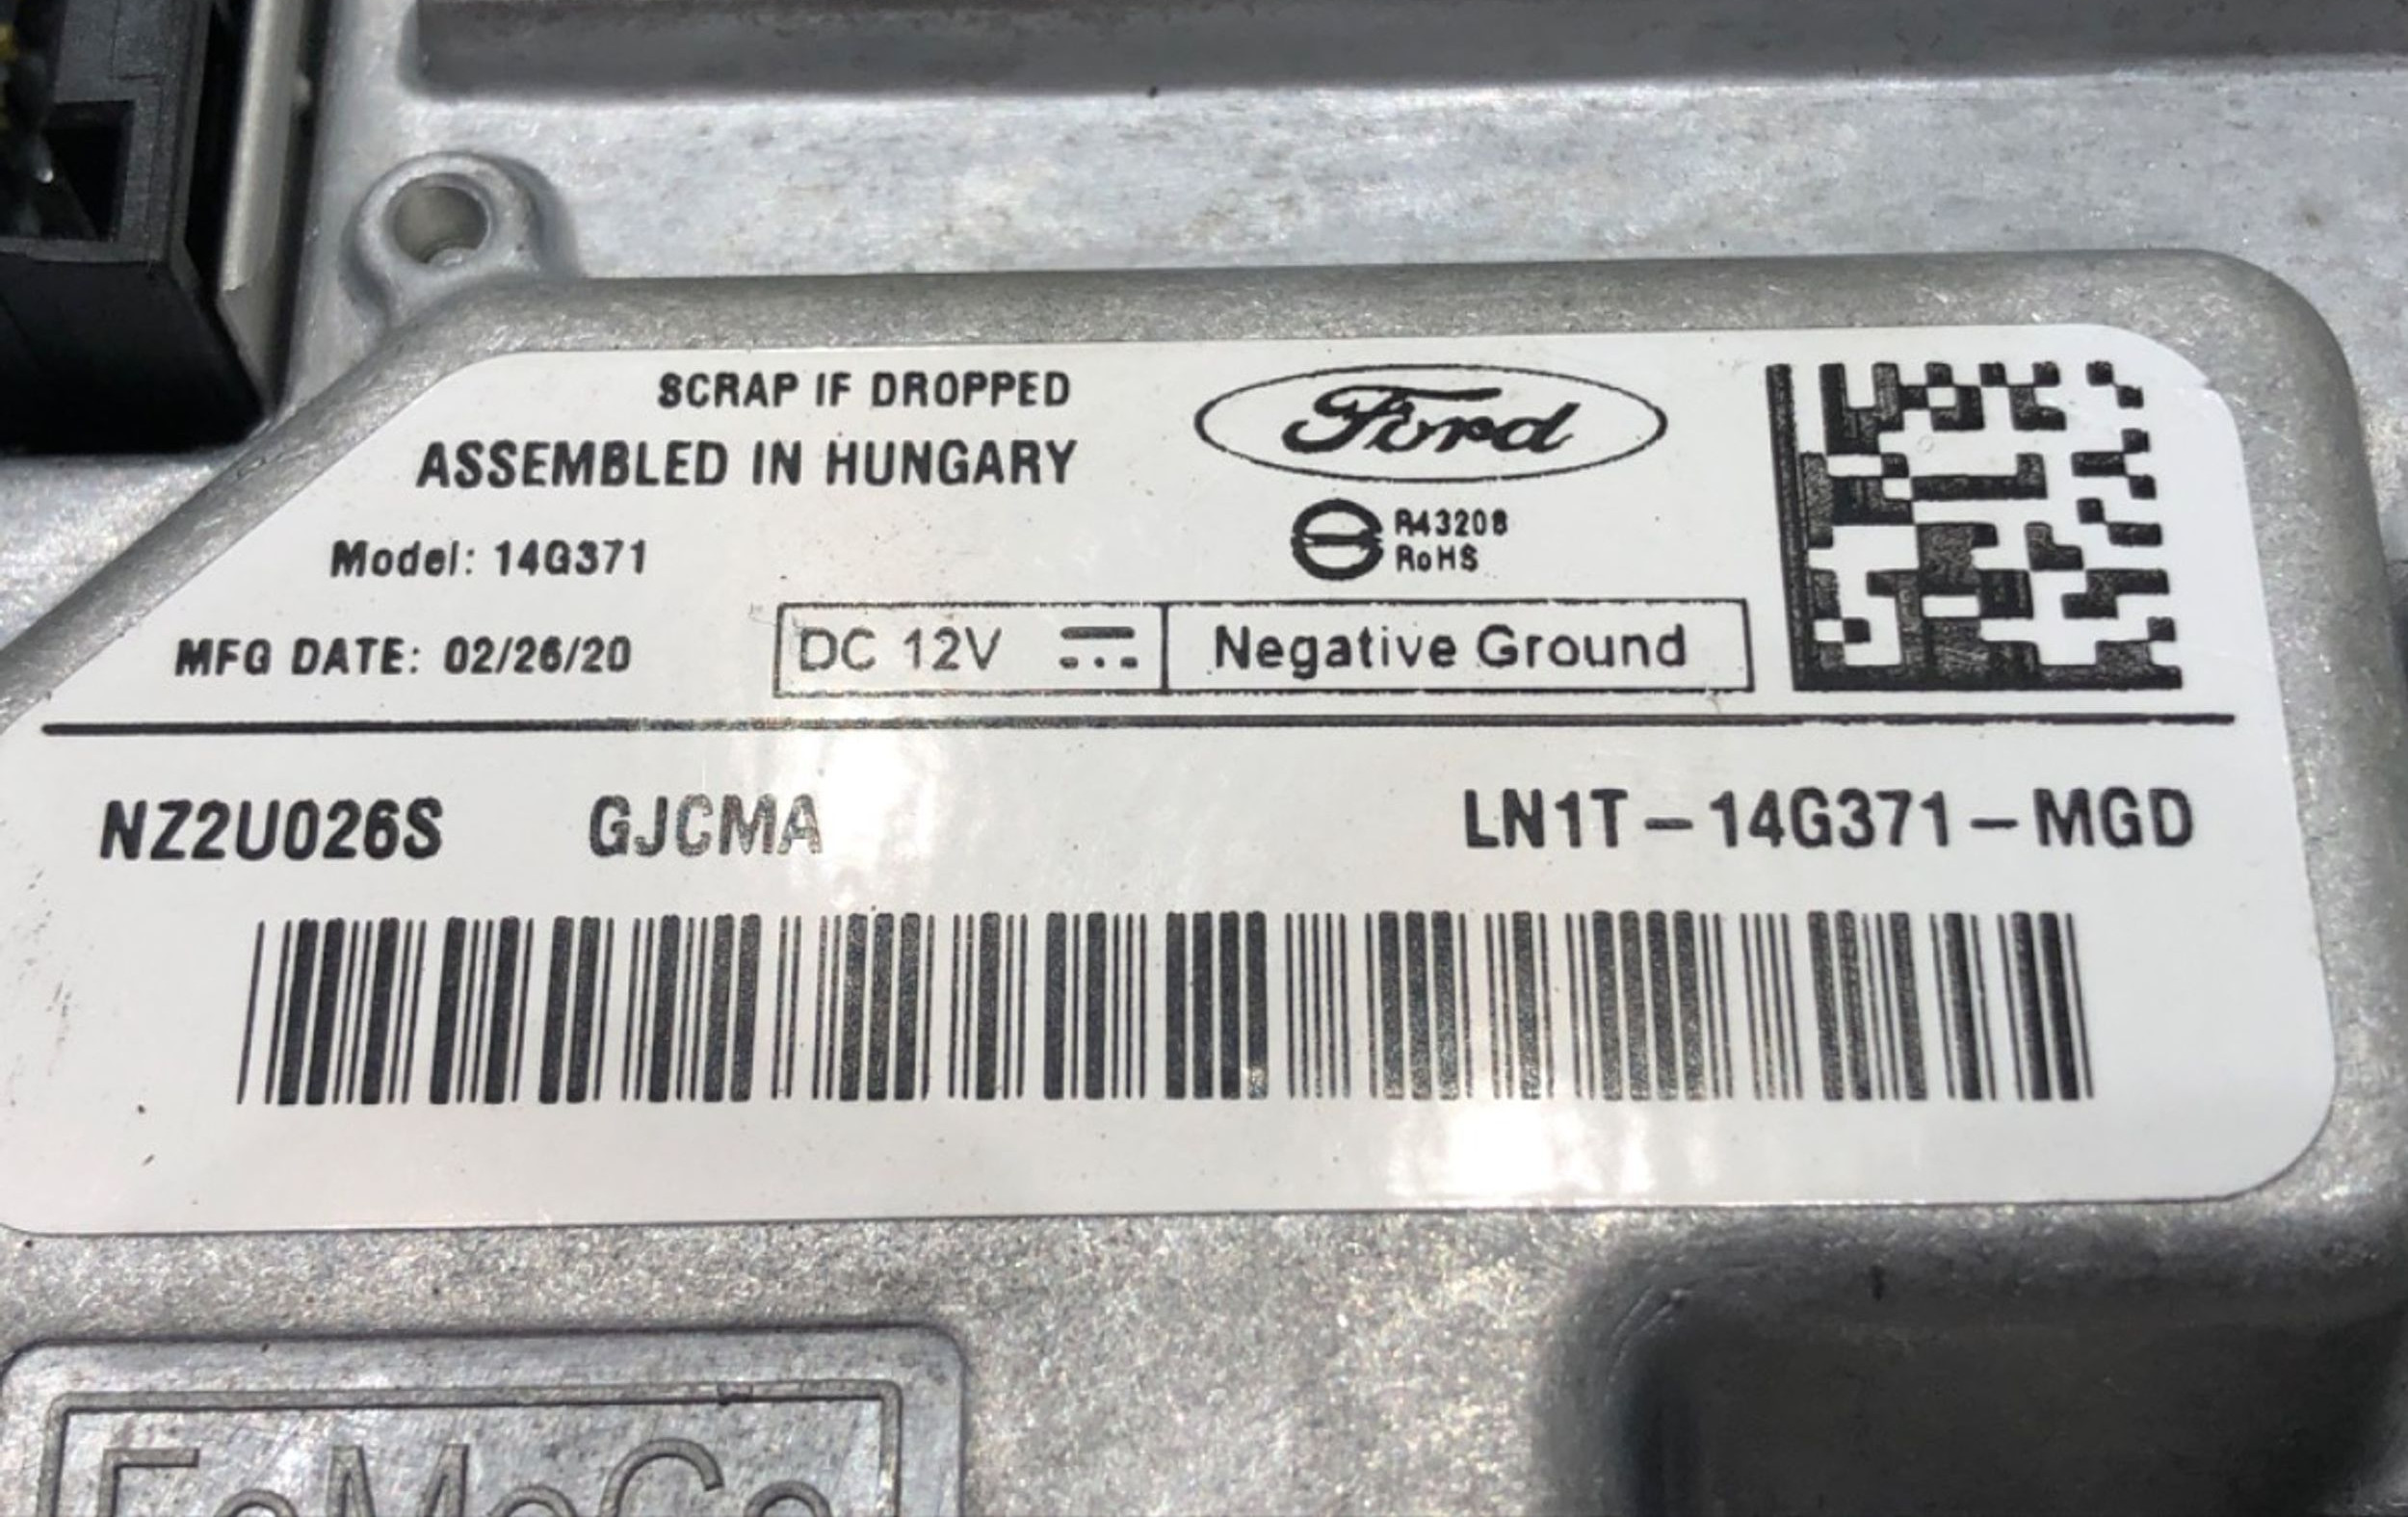 SCRAP IF DROPPED
ASSEMBLED IN HUNGARY
Model: 14G371
MFG DATE: 02/26/20
Ford
R43208
RoHS
DC 12V
Negative Ground
NZ2U026S GJCMA LN1T-14G371-MGD
FoMoCo